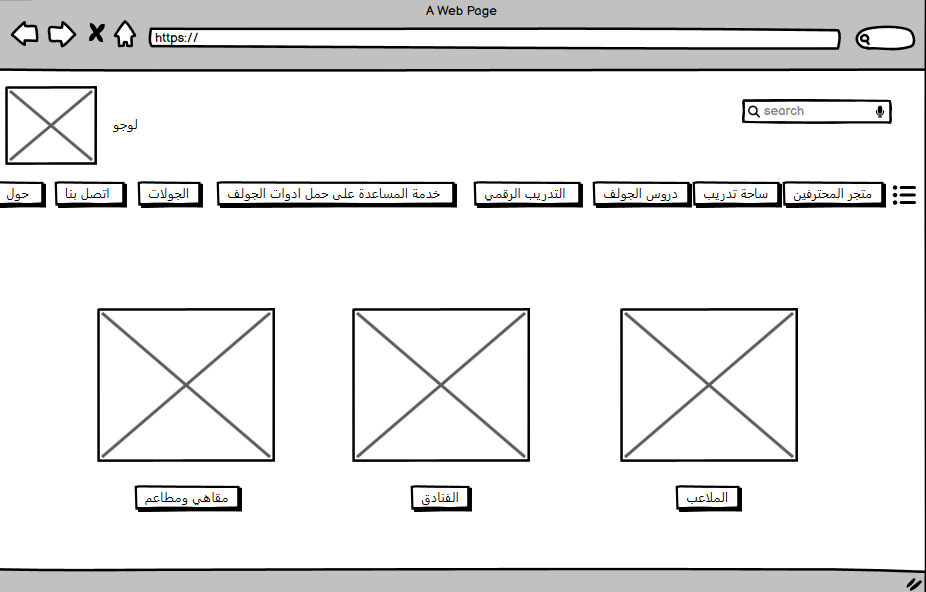 A Web Page
https://
search
لوجو
متجر المحترفين
ساحة تدريب
دروس الجولف
التدريب الرقمي
خدمة المساعدة على حمل ادوات الجولف
الجولات
اتصل بنا
حول
الملاعب
الفنادق
مقاهي ومطاعم